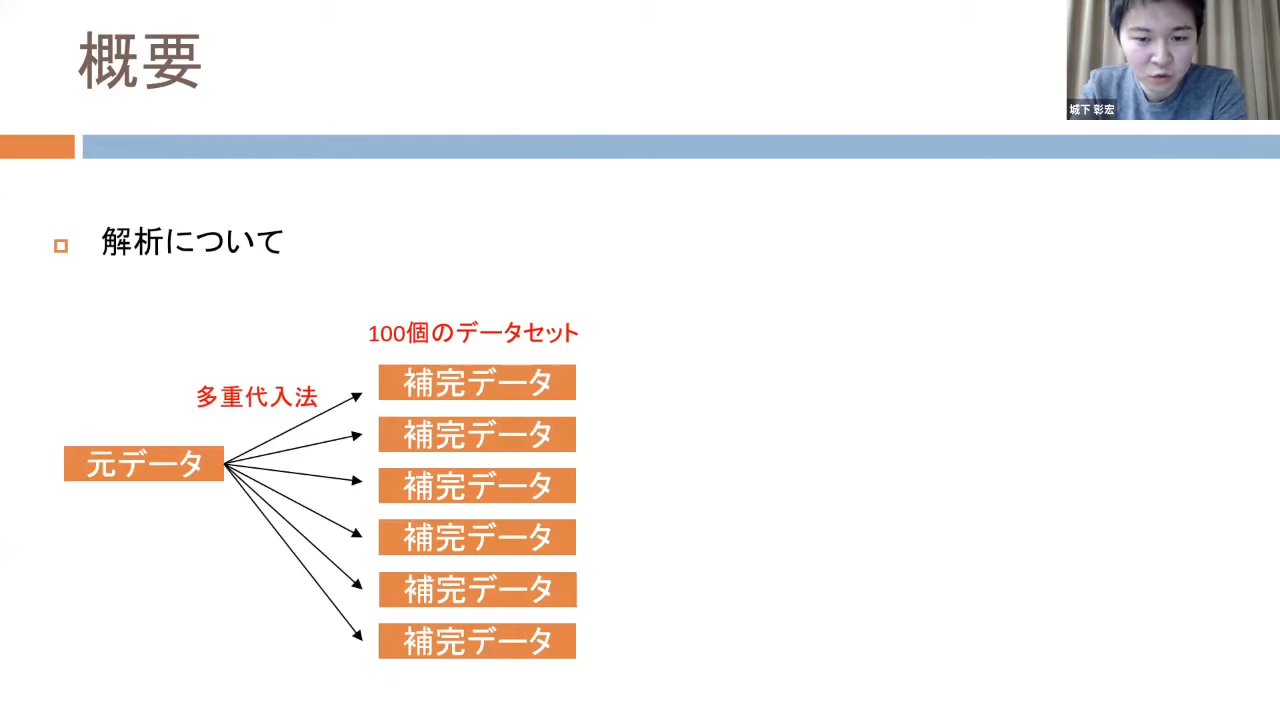 概要
城下 彰宏
解析について
100個のデータセット
多重代入法
元データ
補完データ
補完データ
補完データ
補完データ
補完データ
補完データ